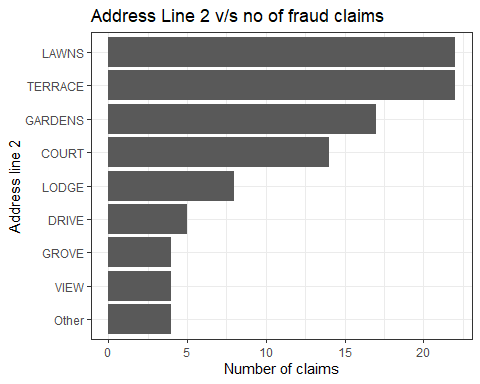 Address Line 2 v/s no of fraud claims
LAWNS
TERRACE
GARDENS
COURT
LODGE
DRIVE
GROVE
VIEW
Other
Address line 2
0 5 10 15 20
Number of claims